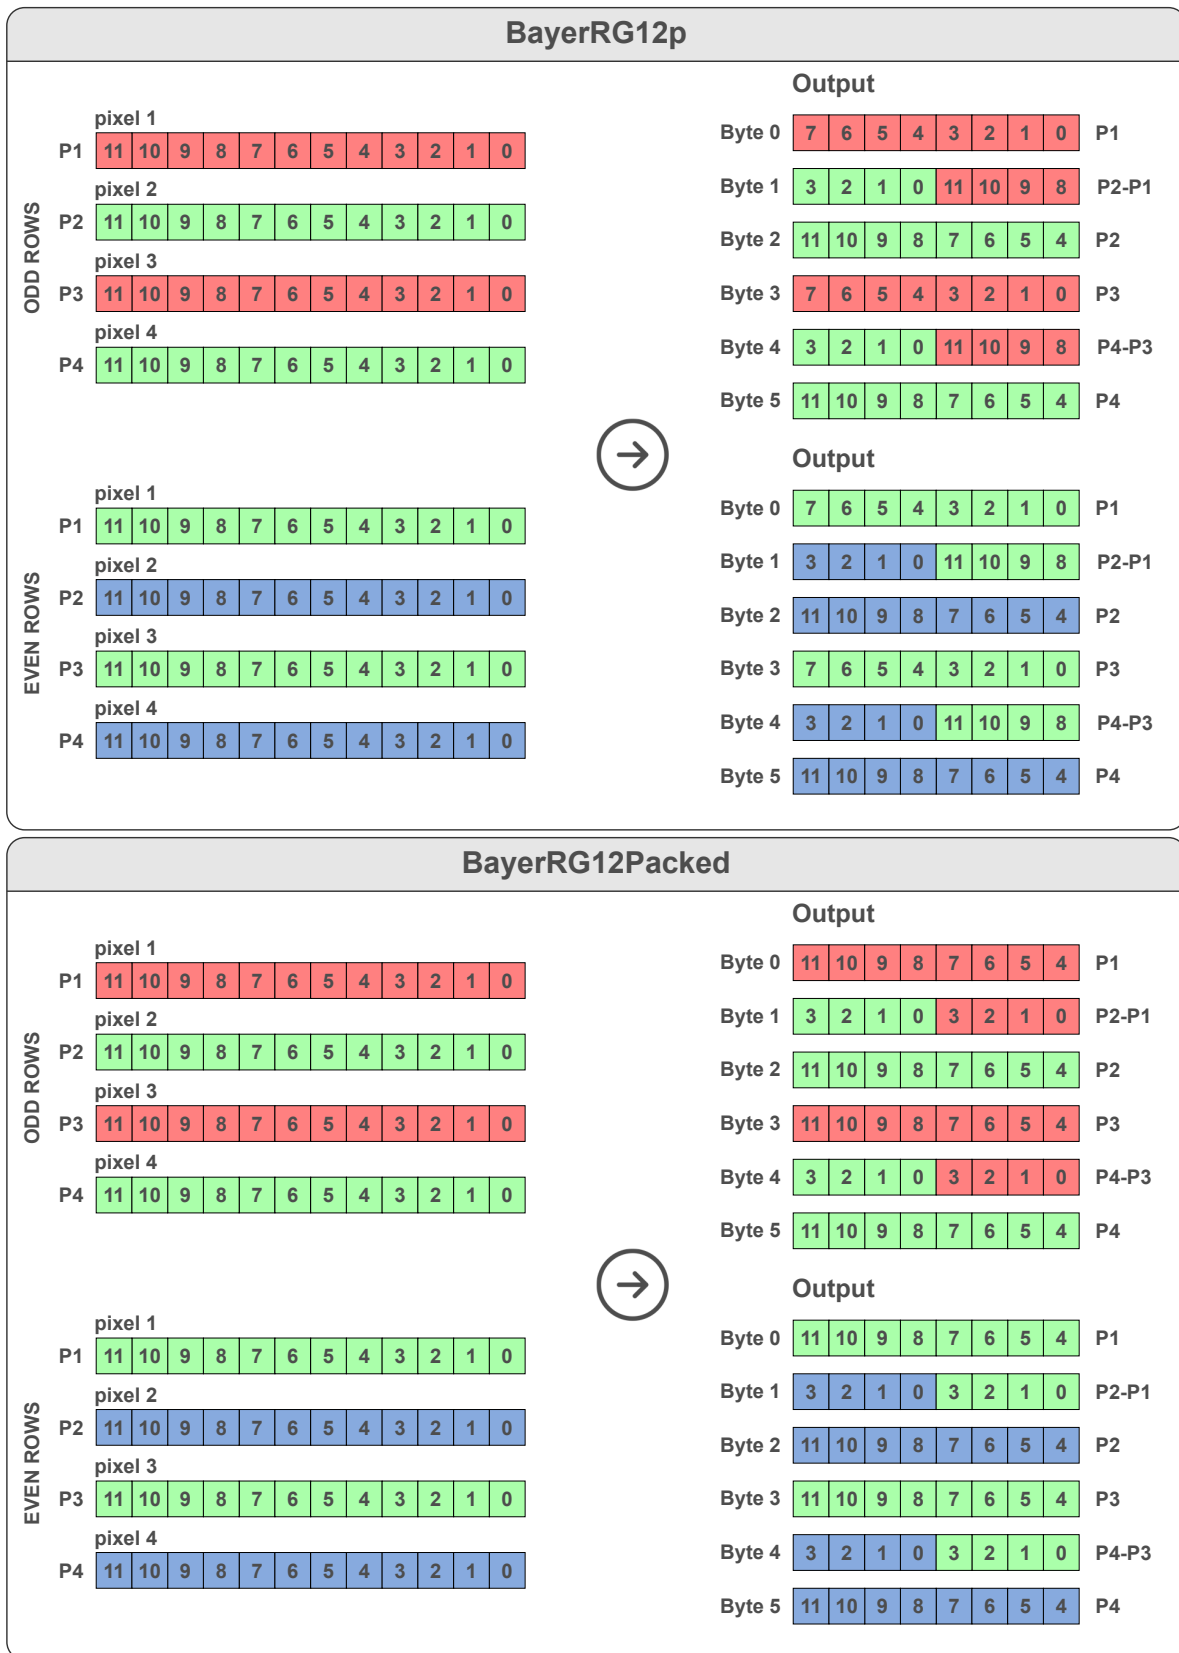 BayerRG12p
Output
pixel 1
P1 11 10 9 8 7 6 5 4 3 2 1 0
pixel 2
P2 11 10 9 8 7 6 5 4 3 2 1 0
pixel 3
P3 11 10 9 8 7 6 5 4 3 2 1 0
pixel 4
P4 11 10 9 8 7 6 5 4 3 2 1 0
ODD ROWS
Byte 0 7 6 5 4 3 2 1 0 P1
Byte 1 3 2 1 0 11 10 9 8 P2-P1
Byte 2 11 10 9 8 7 6 5 4 P2
Byte 3 7 6 5 4 3 2 1 0 P3
Byte 4 3 2 1 0 11 10 9 8 P4-P3
Byte 5 11 10 9 8 7 6 5 4 P4
Output
pixel 1
P1 11 10 9 8 7 6 5 4 3 2 1 0
pixel 2
P2 11 10 9 8 7 6 5 4 3 2 1 0
pixel 3
P3 11 10 9 8 7 6 5 4 3 2 1 0
pixel 4
P4 11 10 9 8 7 6 5 4 3 2 1 0
EVEN ROWS
Byte 0 7 6 5 4 3 2 1 0 P1
Byte 1 3 2 1 0 11 10 9 8 P2-P1
Byte 2 11 10 9 8 7 6 5 4 P2
Byte 3 7 6 5 4 3 2 1 0 P3
Byte 4 3 2 1 0 11 10 9 8 P4-P3
Byte 5 11 10 9 8 7 6 5 4 P4
BayerRG12Packed
Output
pixel 1
P1 11 10 9 8 7 6 5 4 3 2 1 0
pixel 2
P2 11 10 9 8 7 6 5 4 3 2 1 0
pixel 3
P3 11 10 9 8 7 6 5 4 3 2 1 0
pixel 4
P4 11 10 9 8 7 6 5 4 3 2 1 0
ODD ROWS
Byte 0 11 10 9 8 7 6 5 4 P1
Byte 1 3 2 1 0 3 2 1 0 P2-P1
Byte 2 11 10 9 8 7 6 5 4 P2
Byte 3 11 10 9 8 7 6 5 4 P3
Byte 4 3 2 1 0 3 2 1 0 P4-P3
Byte 5 11 10 9 8 7 6 5 4 P4
Output
pixel 1
P1 11 10 9 8 7 6 5 4 3 2 1 0
pixel 2
P2 11 10 9 8 7 6 5 4 3 2 1 0
pixel 3
P3 11 10 9 8 7 6 5 4 3 2 1 0
pixel 4
P4 11 10 9 8 7 6 5 4 3 2 1 0
EVEN ROWS
Byte 0 11 10 9 8 7 6 5 4 P1
Byte 1 3 2 1 0 3 2 1 0 P2-P1
Byte 2 11 10 9 8 7 6 5 4 P2
Byte 3 11 10 9 8 7 6 5 4 P3
Byte 4 3 2 1 0 3 2 1 0 P4-P3
Byte 5 11 10 9 8 7 6 5 4 P4